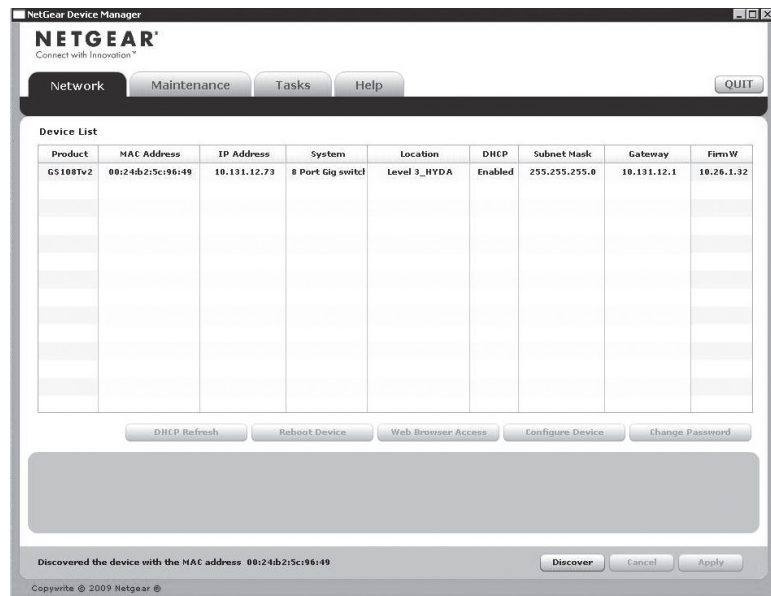 NetGear Device Manager
NETGEAR®
Connect with Innovation™
Network Maintenance Tasks Help QUIT
Device List
Product MAC Address IP Address System Location DHCP Subnet Mask Gateway FirmW
GS108Tv2 00:24:b2:5c:96:49 10.131.12.73 8 Port Gig switch Level 3_HYDA Enabled 255.255.255.0 10.131.12.1 10.26.1.32
DHCP Refresh Reboot Device Web Browser Access Configure Device Change Password
Discovered the device with the MAC address 00:24:b2:5c:96:49 Discover Cancel Apply
Copywrite © 2009 Netgear ®